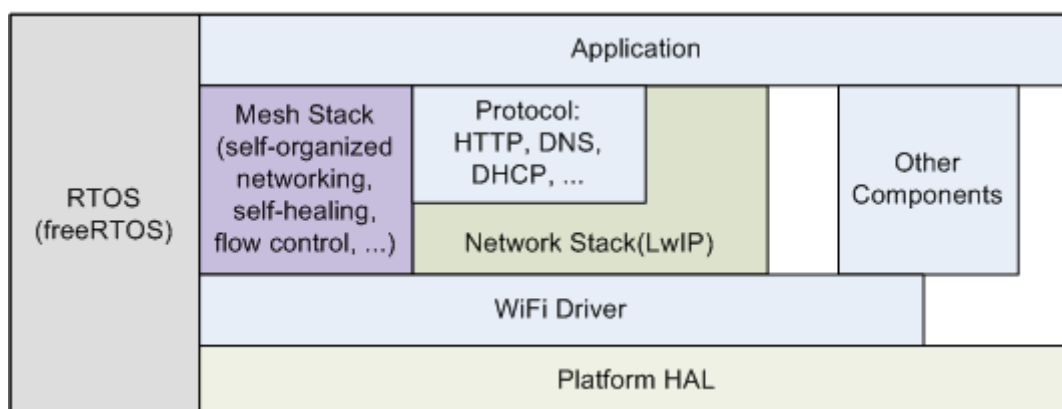 Application
Mesh Stack
(self-organized
networking,
self-healing,
flow control, ...)
Protocol:
HTTP, DNS,
DHCP, ...
Network Stack(LwIP)
Other
Components
RTOS
(freeRTOS)
WiFi Driver
Platform HAL